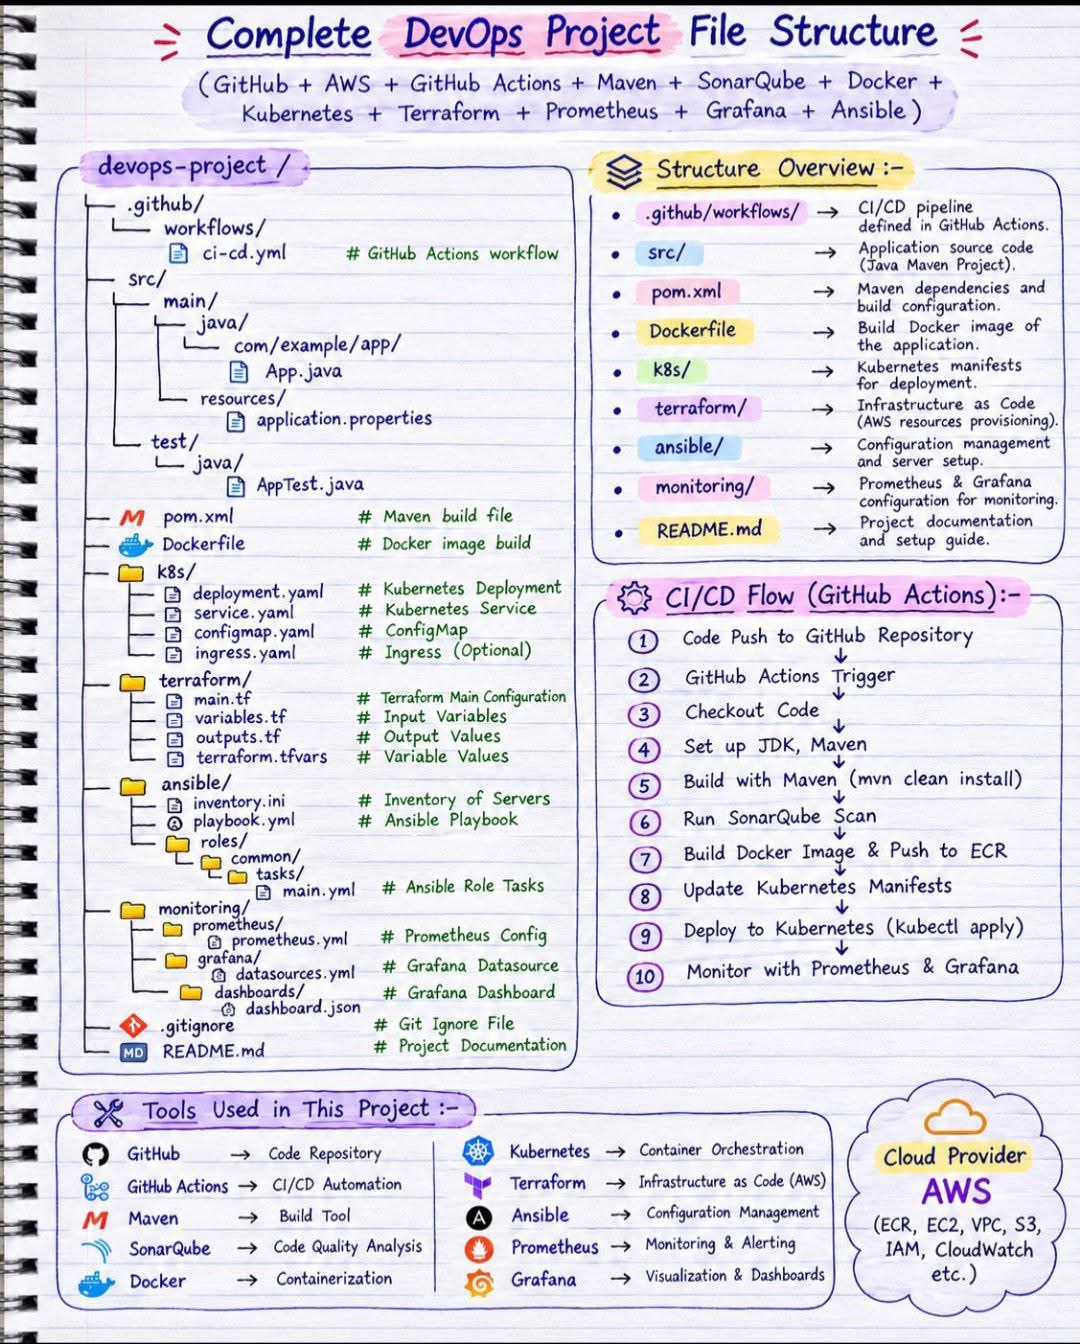 Complete DevOps Project File Structure
(GitHub + AWS + GitHub Actions + Maven + SonarQube + Docker +
Kubernetes + Terraform + Prometheus + Grafana + Ansible)
devops-project /
.github/
workflows/
ci-cd.yml # GitHub Actions workflow
src/
main/
java/
com/example/app/
App.java
resources/
application.properties
test/
java/
AppTest.java
M pom.xml # Maven build file
Dockerfile # Docker image build
k8s/
deployment.yaml # Kubernetes Deployment
service.yaml # Kubernetes Service
configmap.yaml # ConfigMap
ingress.yaml # Ingress (Optional)
terraform/
main.tf # Terraform Main Configuration
variables.tf # Input Variables
outputs.tf # Output Values
terraform.tfvars # Variable Values
ansible/
inventory.ini # Inventory of Servers
playbook.yml # Ansible Playbook
roles/
common/
tasks/
main.yml # Ansible Role Tasks
monitoring/
prometheus/
prometheus.yml # Prometheus Config
grafana/
datasources.yml # Grafana Datasource
dashboards/ # Grafana Dashboard
dashboard.json
.gitignore # Git Ignore File
MD README.md # Project Documentation
Structure Overview :-
• .github/workflows/ → CI/CD pipeline
defined in GitHub Actions.
• src/ → Application source code
(Java Maven Project).
• pom.xml → Maven dependencies and
build configuration.
• Dockerfile → Build Docker image of
the application.
• k8s/ → Kubernetes manifests
for deployment.
• terraform/ → Infrastructure as Code
(AWS resources provisioning).
• ansible/ → Configuration management
and server setup.
• monitoring/ → Prometheus & Grafana
configuration for monitoring.
• README.md → Project documentation
and setup guide.
CI/CD Flow (GitHub Actions):-
1 Code Push to GitHub Repository
↓
2 GitHub Actions Trigger
↓
3 Checkout Code
↓
4 Set up JDK, Maven
↓
5 Build with Maven (mvn clean install)
↓
6 Run SonarQube Scan
↓
7 Build Docker Image & Push to ECR
↓
8 Update Kubernetes Manifests
↓
9 Deploy to Kubernetes (kubectl apply)
↓
10 Monitor with Prometheus & Grafana
Tools Used in This Project :-
GitHub → Code Repository
GitHub Actions → CI/CD Automation
M Maven → Build Tool
SonarQube → Code Quality Analysis
Docker → Containerization
Kubernetes → Container Orchestration
Terraform → Infrastructure as Code (AWS)
A Ansible → Configuration Management
Prometheus → Monitoring & Alerting
Grafana → Visualization & Dashboards
Cloud Provider
AWS
(ECR, EC2, VPC, S3,
IAM, CloudWatch
etc.)